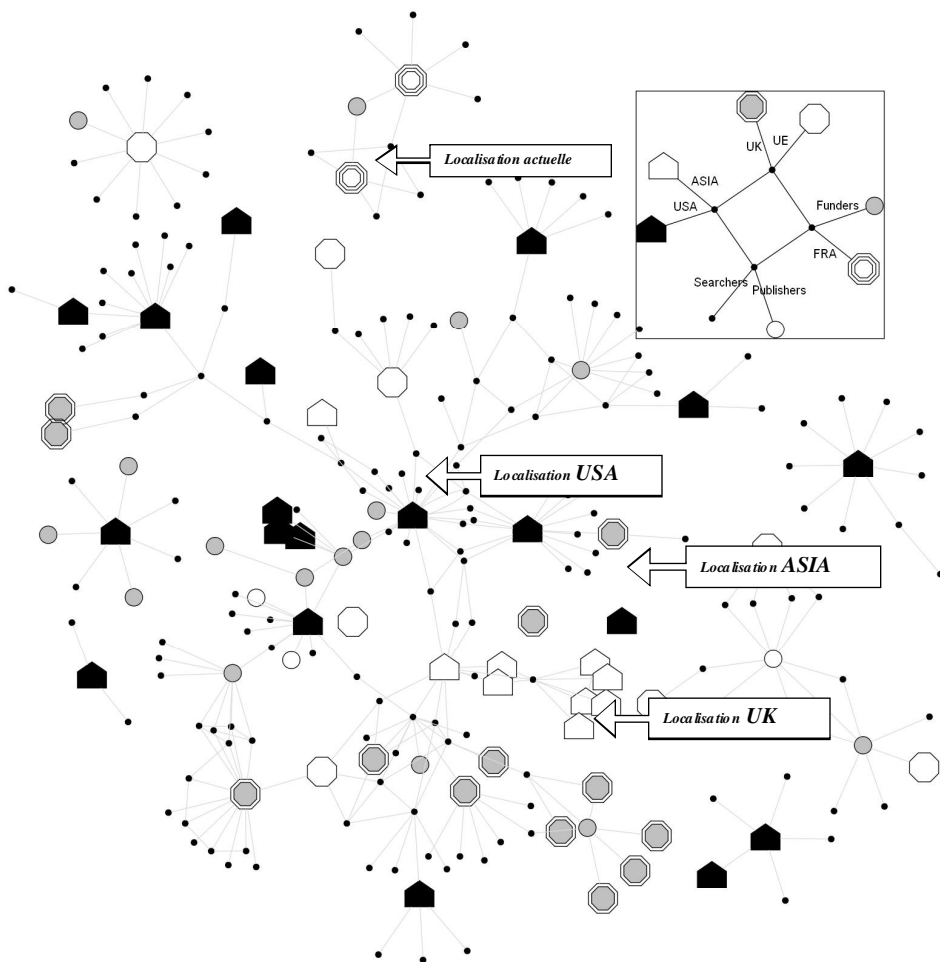 Localisation actuelle
UK
UE
ASIA
USA
Funders
FRA
Searchers
Publishers
Localisation USA
Localisation ASIA
Localisation UK